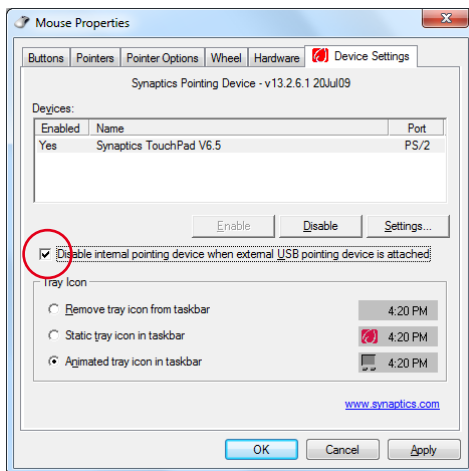 Mouse Properties
Buttons Pointers Pointer Options Wheel Hardware Device Settings
Synaptics Pointing Device - v13.2.6.1 20Jul09
Devices:
Enabled Name Port
Yes Synaptics TouchPad V6.5 PS/2
Enable Disable Settings...
Disable internal pointing device when external USB pointing device is attached
Tray Icon
Remove tray icon from taskbar 4:20 PM
Static tray icon in taskbar 4:20 PM
Animated tray icon in taskbar 4:20 PM
www.synaptics.com
OK Cancel Apply